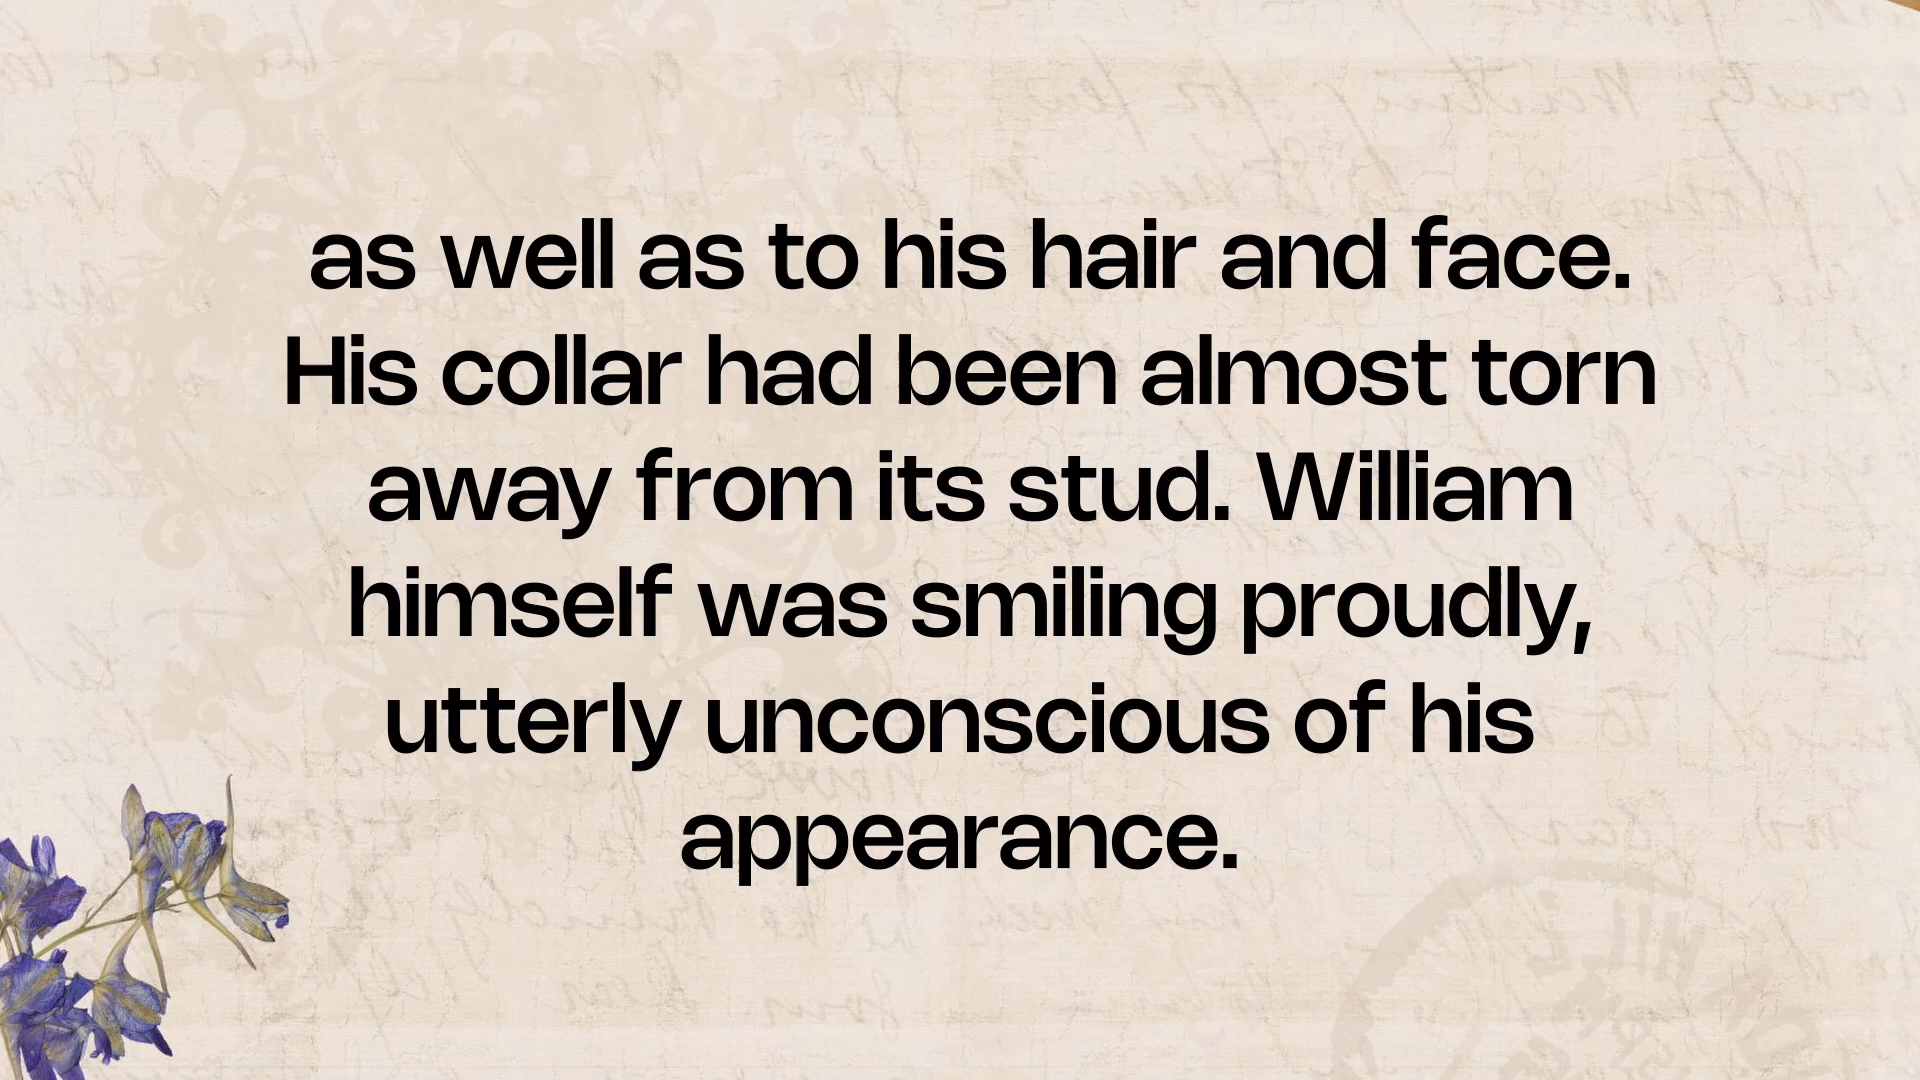 as well as to his hair and face.
His collar had been almost torn
away from its stud. William
himself was smiling proudly,
utterly unconscious of his
appearance.